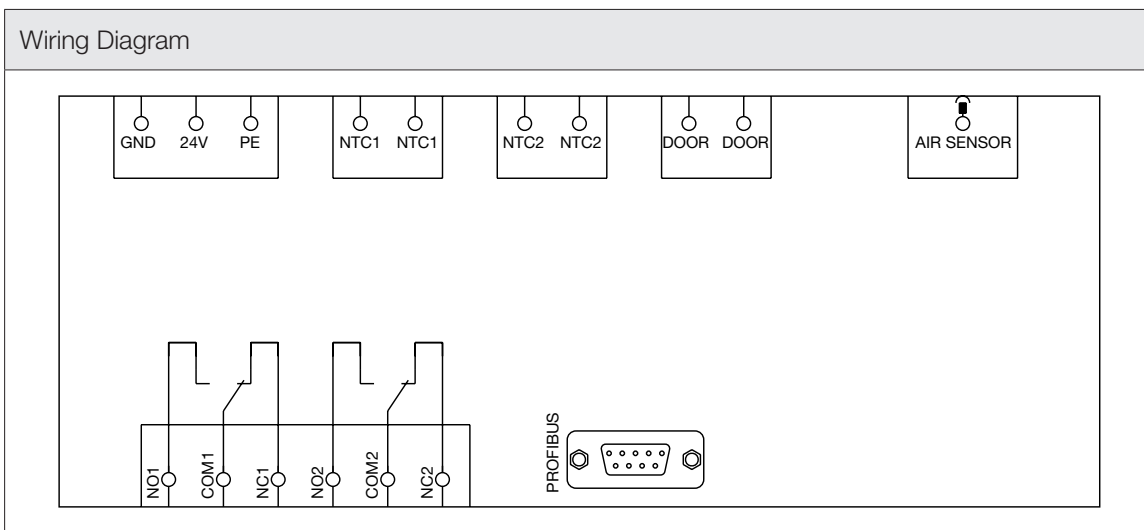 Wiring Diagram
GND 24V PE NTC1 NTC1 NTC2 NTC2 DOOR DOOR AIR SENSOR
NO1 COM1 NC1 NO2 COM2 NC2 PROFIBUS